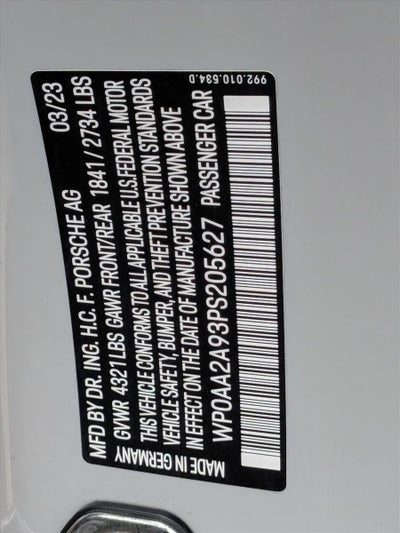 MFD BY DR. ING. H.C. F. PORSCHE AG 03/23
GVWR 4321 LBS GAWR FRONT/REAR 1841 / 2734 LBS
THIS VEHICLE CONFORMS TO ALL APPLICABLE U.S. FEDERAL MOTOR
VEHICLE SAFETY, BUMPER, AND THEFT PREVENTION STANDARDS
IN EFFECT ON THE DATE OF MANUFACTURE SHOWN ABOVE
WP0AA2A93PS205627 PASSENGER CAR
MADE IN GERMANY
992.010.534.D